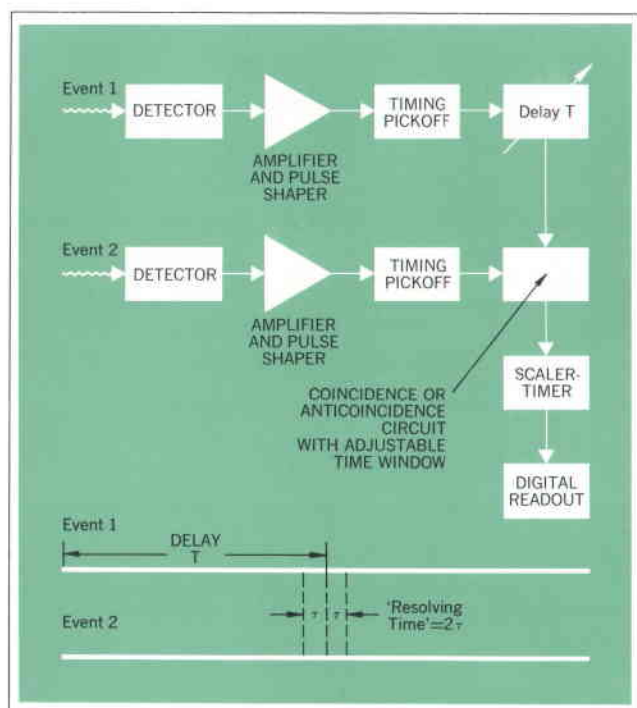 Event 1
DETECTOR
AMPLIFIER
AND PULSE
SHAPER
TIMING
PICKOFF
Delay T
Event 2
DETECTOR
AMPLIFIER
AND PULSE
SHAPER
TIMING
PICKOFF
COINCIDENCE OR
ANTICOINCIDENCE
CIRCUIT
WITH ADJUSTABLE
TIME WINDOW
SCALER-
TIMER
DIGITAL
READOUT
Event 1
DELAY
T
Event 2
τ τ
'Resolving
Time'=2τ